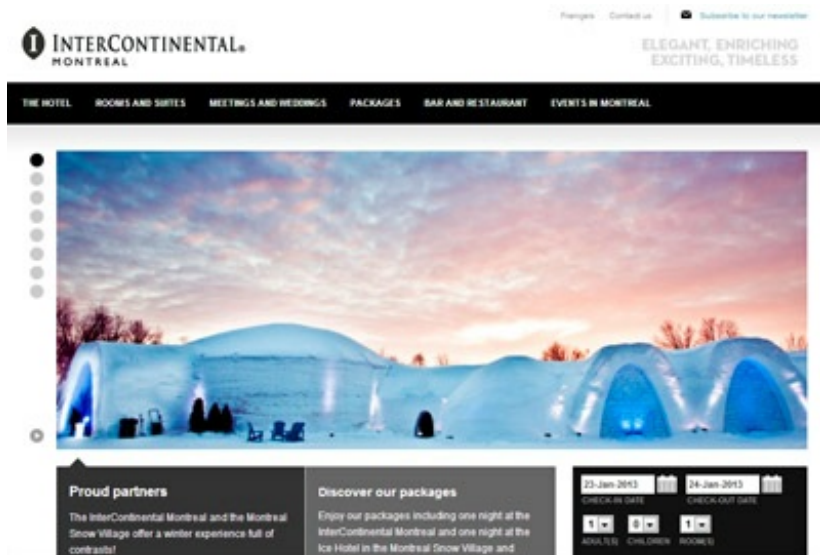 Français Contact us Subscribe to our newsletter
INTERCONTINENTAL®
MONTREAL
ELEGANT, ENRICHING
EXCITING, TIMELESS
THE HOTEL ROOMS AND SUITES MEETINGS AND WEDDINGS PACKAGES BAR AND RESTAURANT EVENTS IN MONTREAL
Proud partners
The InterContinental Montreal and the Montreal
Snow Village offer a winter experience full of
contrasts!
Discover our packages
Enjoy our packages including one night at the
InterContinental Montreal and one night at the
Ice Hotel in the Montreal Snow Village and
23-Jan-2013 24-Jan-2013
CHECK-IN DATE CHECK-OUT DATE
1 0 1
ADULT(S) CHILDREN ROOM(S)